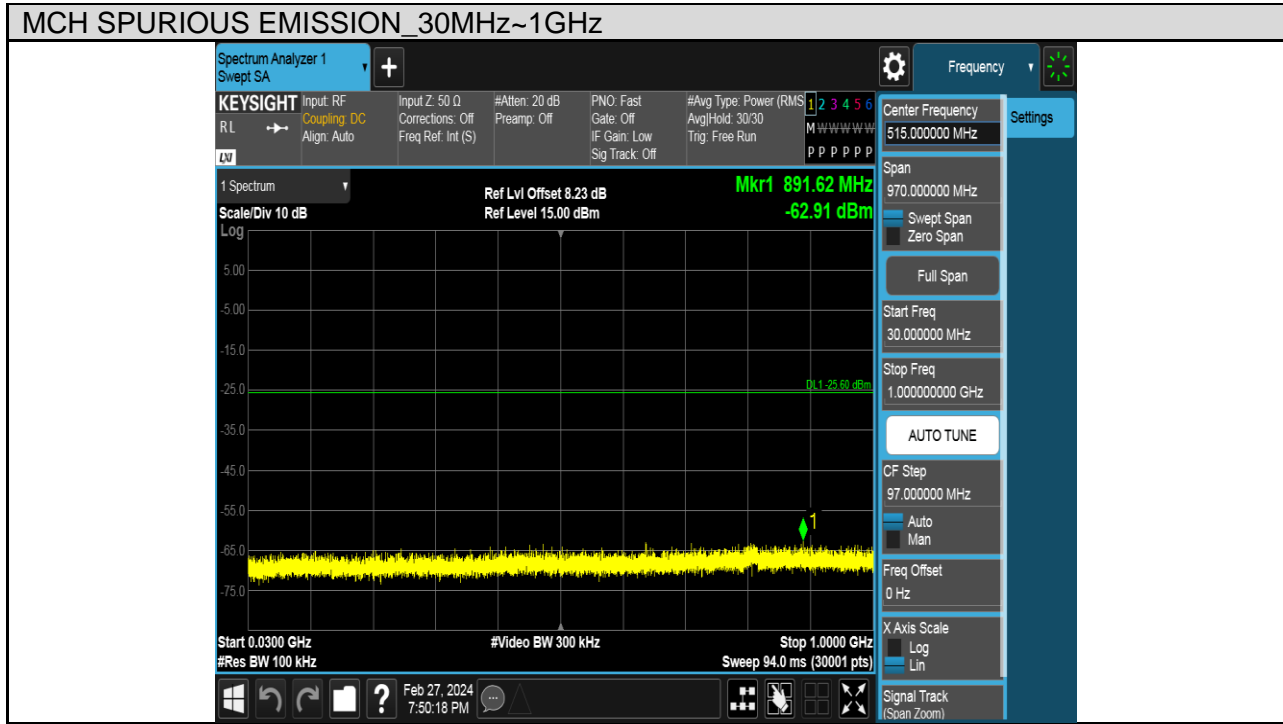 MCH SPURIOUS EMISSION_30MHz~1GHz
Spectrum Analyzer 1
Swept SA
+
Frequency
KEYSIGHT
RL
LXI
Input: RF
Coupling: DC
Align: Auto
Input Z: 50 Ω
Corrections: Off
Freq Ref: Int (S)
#Atten: 20 dB
Preamp: Off
PNO: Fast
Gate: Off
IF Gain: Low
Sig Track: Off
#Avg Type: Power (RMS
Avg|Hold: 30/30
Trig: Free Run
1 2 3 4 5 6
M W W W W W
P P P P P P
1 Spectrum
Scale/Div 10 dB
Ref Lvl Offset 8.23 dB
Ref Level 15.00 dBm
Mkr1 891.62 MHz
-62.91 dBm
Log
5.00
-5.00
-15.0
-25.0
DL1 -25.60 dBm
-35.0
-45.0
-55.0
1
-65.0
-75.0
Start 0.0300 GHz
#Res BW 100 kHz
#Video BW 300 kHz
Stop 1.0000 GHz
Sweep 94.0 ms (30001 pts)
?
Feb 27, 2024
7:50:18 PM
Center Frequency
515.000000 MHz
Settings
Span
970.000000 MHz
Swept Span
Zero Span
Full Span
Start Freq
30.000000 MHz
Stop Freq
1.000000000 GHz
AUTO TUNE
CF Step
97.000000 MHz
Auto
Man
Freq Offset
0 Hz
X Axis Scale
Log
Lin
Signal Track
(Span Zoom)